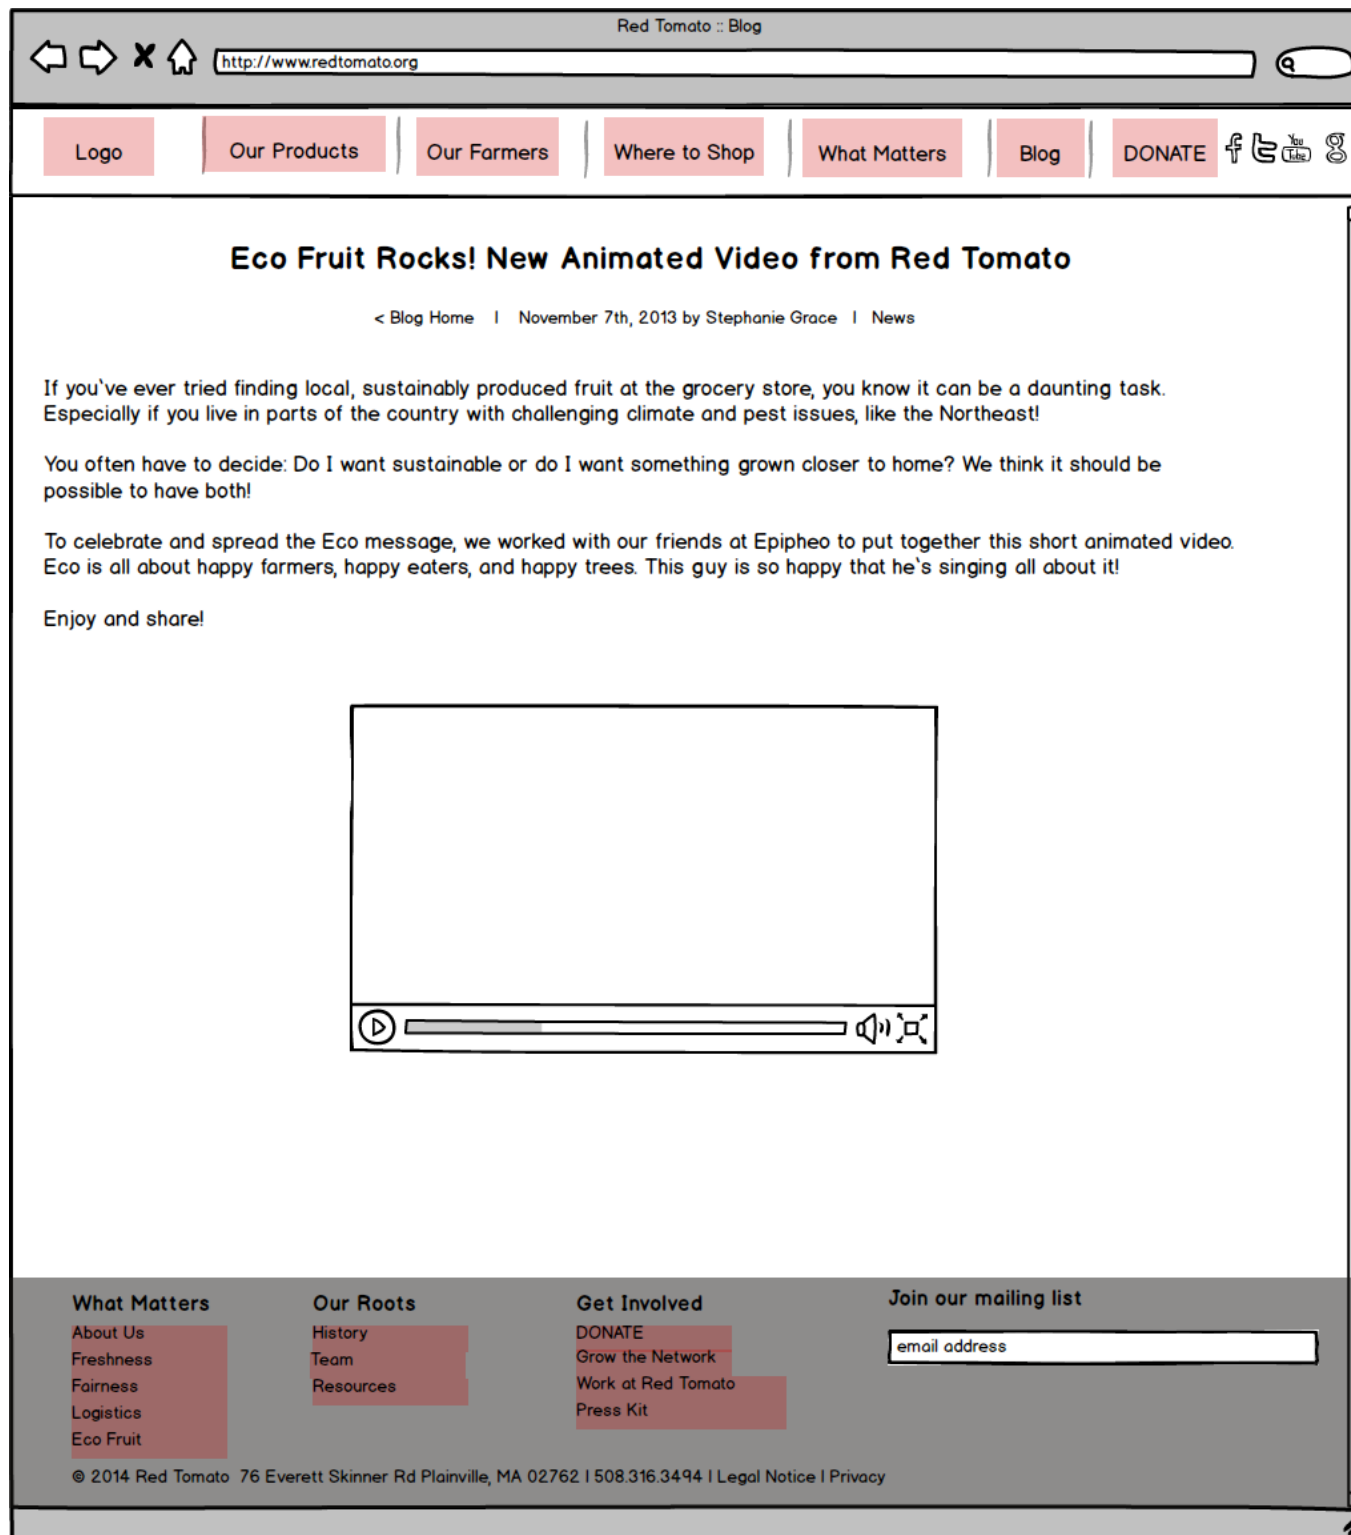 Red Tomato :: Blog
http://www.redtomato.org
Logo Our Products Our Farmers Where to Shop What Matters Blog DONATE f t You Tube g
Eco Fruit Rocks! New Animated Video from Red Tomato
< Blog Home | November 7th, 2013 by Stephanie Grace | News
If you`ve ever tried finding local, sustainably produced fruit at the grocery store, you know it can be a daunting task.
Especially if you live in parts of the country with challenging climate and pest issues, like the Northeast!
You often have to decide: Do I want sustainable or do I want something grown closer to home? We think it should be
possible to have both!
To celebrate and spread the Eco message, we worked with our friends at Epipheo to put together this short animated video.
Eco is all about happy farmers, happy eaters, and happy trees. This guy is so happy that he`s singing all about it!
Enjoy and share!
What Matters
About Us
Freshness
Fairness
Logistics
Eco Fruit
Our Roots
History
Team
Resources
Get Involved
DONATE
Grow the Network
Work at Red Tomato
Press Kit
Join our mailing list
email address
© 2014 Red Tomato 76 Everett Skinner Rd Plainville, MA 02762 | 508.316.3494 | Legal Notice | Privacy